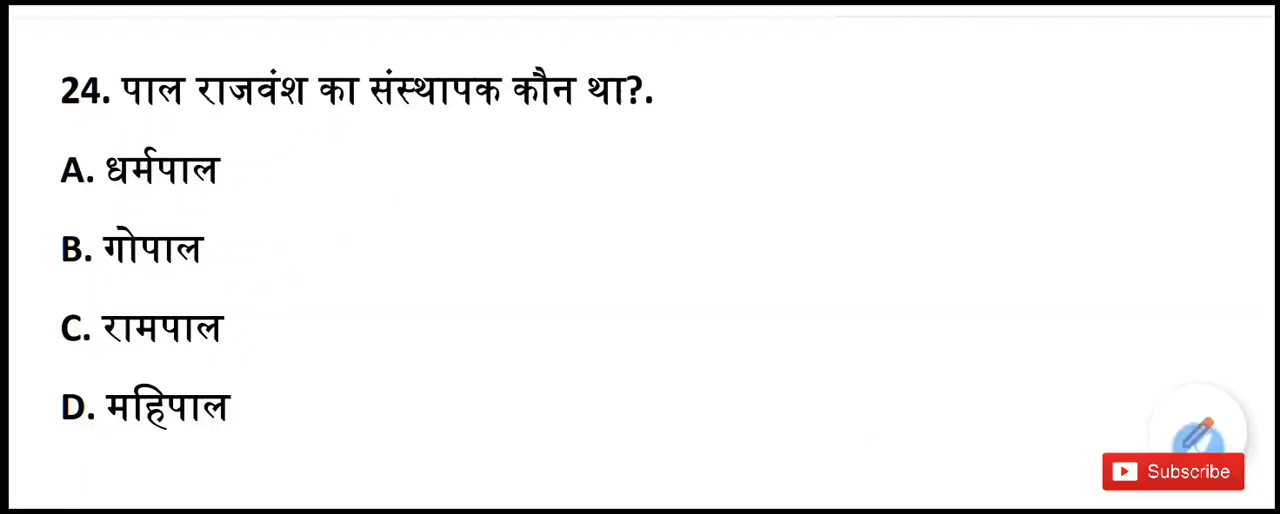 24. पाल राजवंश का संस्थापक कौन था?.
A. धर्मपाल
B. गोपाल
C. रामपाल
D. महिपाल
Subscribe